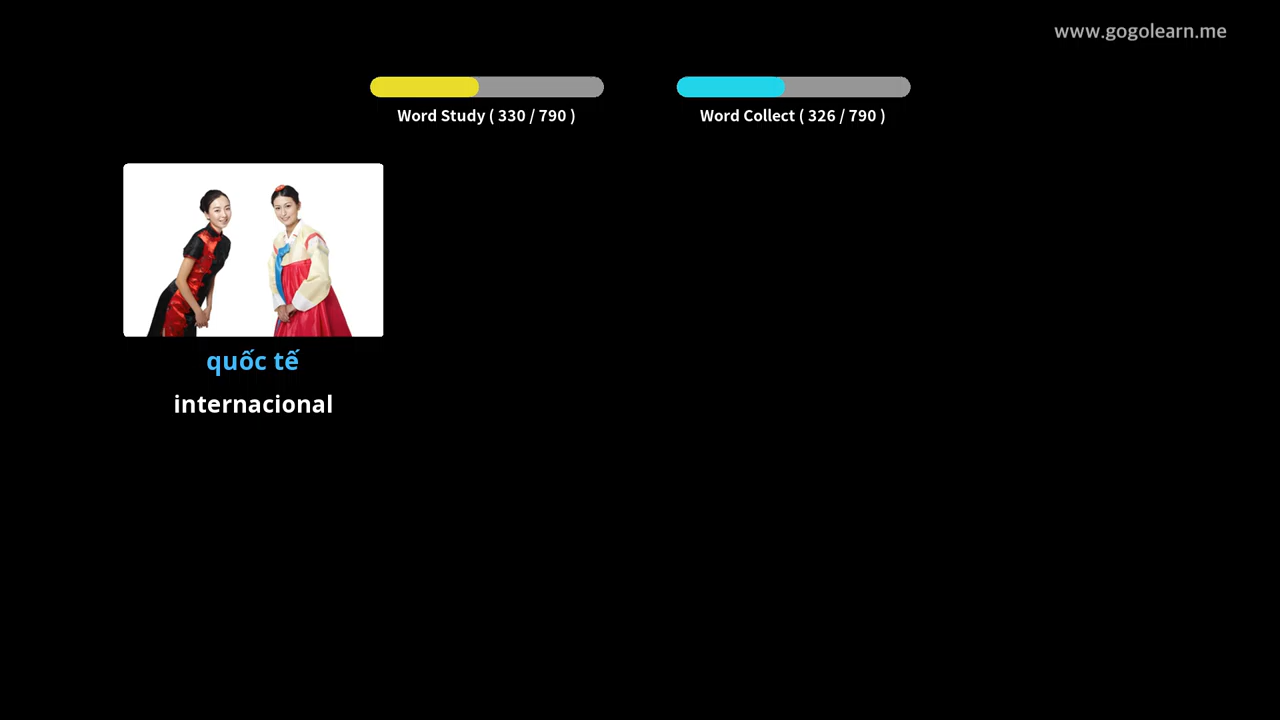 www.gogolearn.me
Word Study ( 330 / 790 )
Word Collect ( 326 / 790 )
quốc tế
internacional